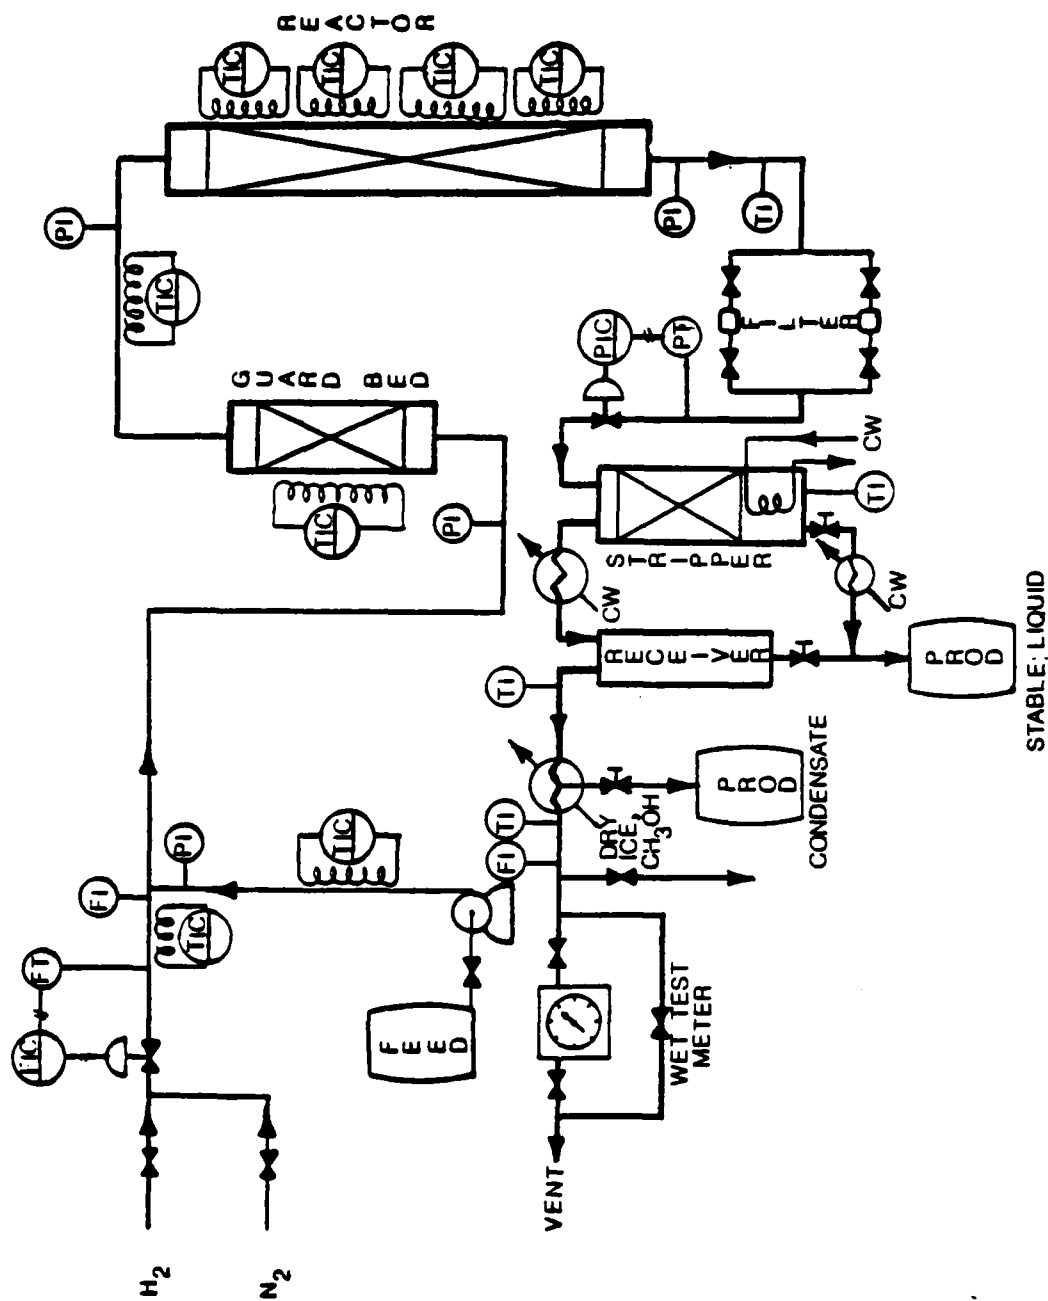 REACTOR
TIC
TIC
TIC
TIC
PI
TIC
PI
TI
GUARD BED
TIC
PI
PIC
PT
FILTER
CW
TI
STRIPPER
CW
CW
RECEIVER
PROD
STABLE: LIQUID
TI
PROD
CONDENSATE
DRY
ICE,
CH3OH
TI
FI
TIC
PI
FI
TIC
FT
TIC
FEED
WET TEST
METER
VENT
H2
N2